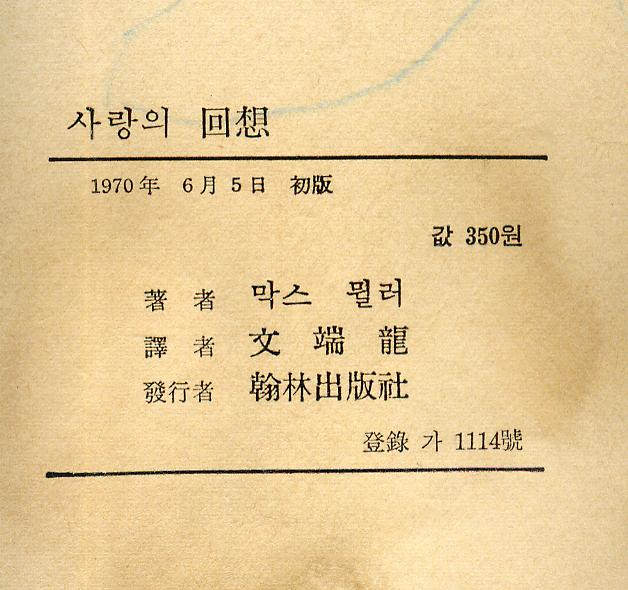 사랑의 回想
1970年 6月 5日 初版
값 350원
著 者 막스 뮐러
譯 者 文 端 龍
發行者 翰林出版社
登錄 가 1114號